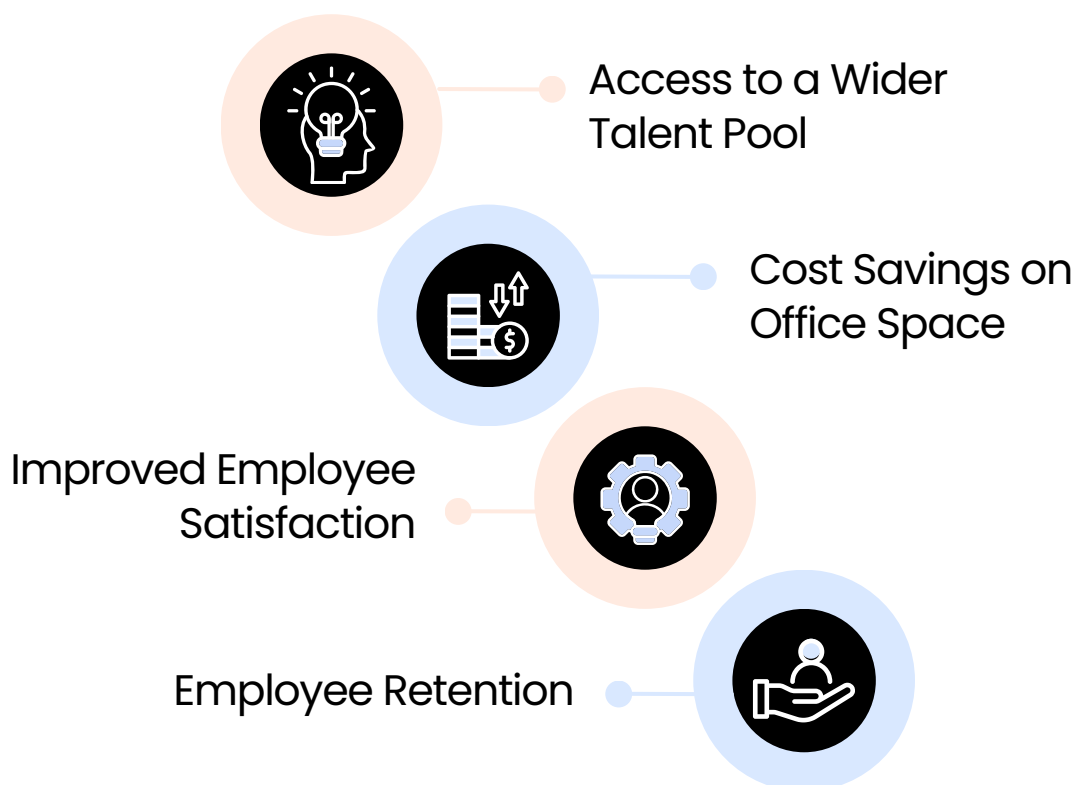 Access to a Wider
Talent Pool
Cost Savings on
Office Space
Improved Employee
Satisfaction
Employee Retention